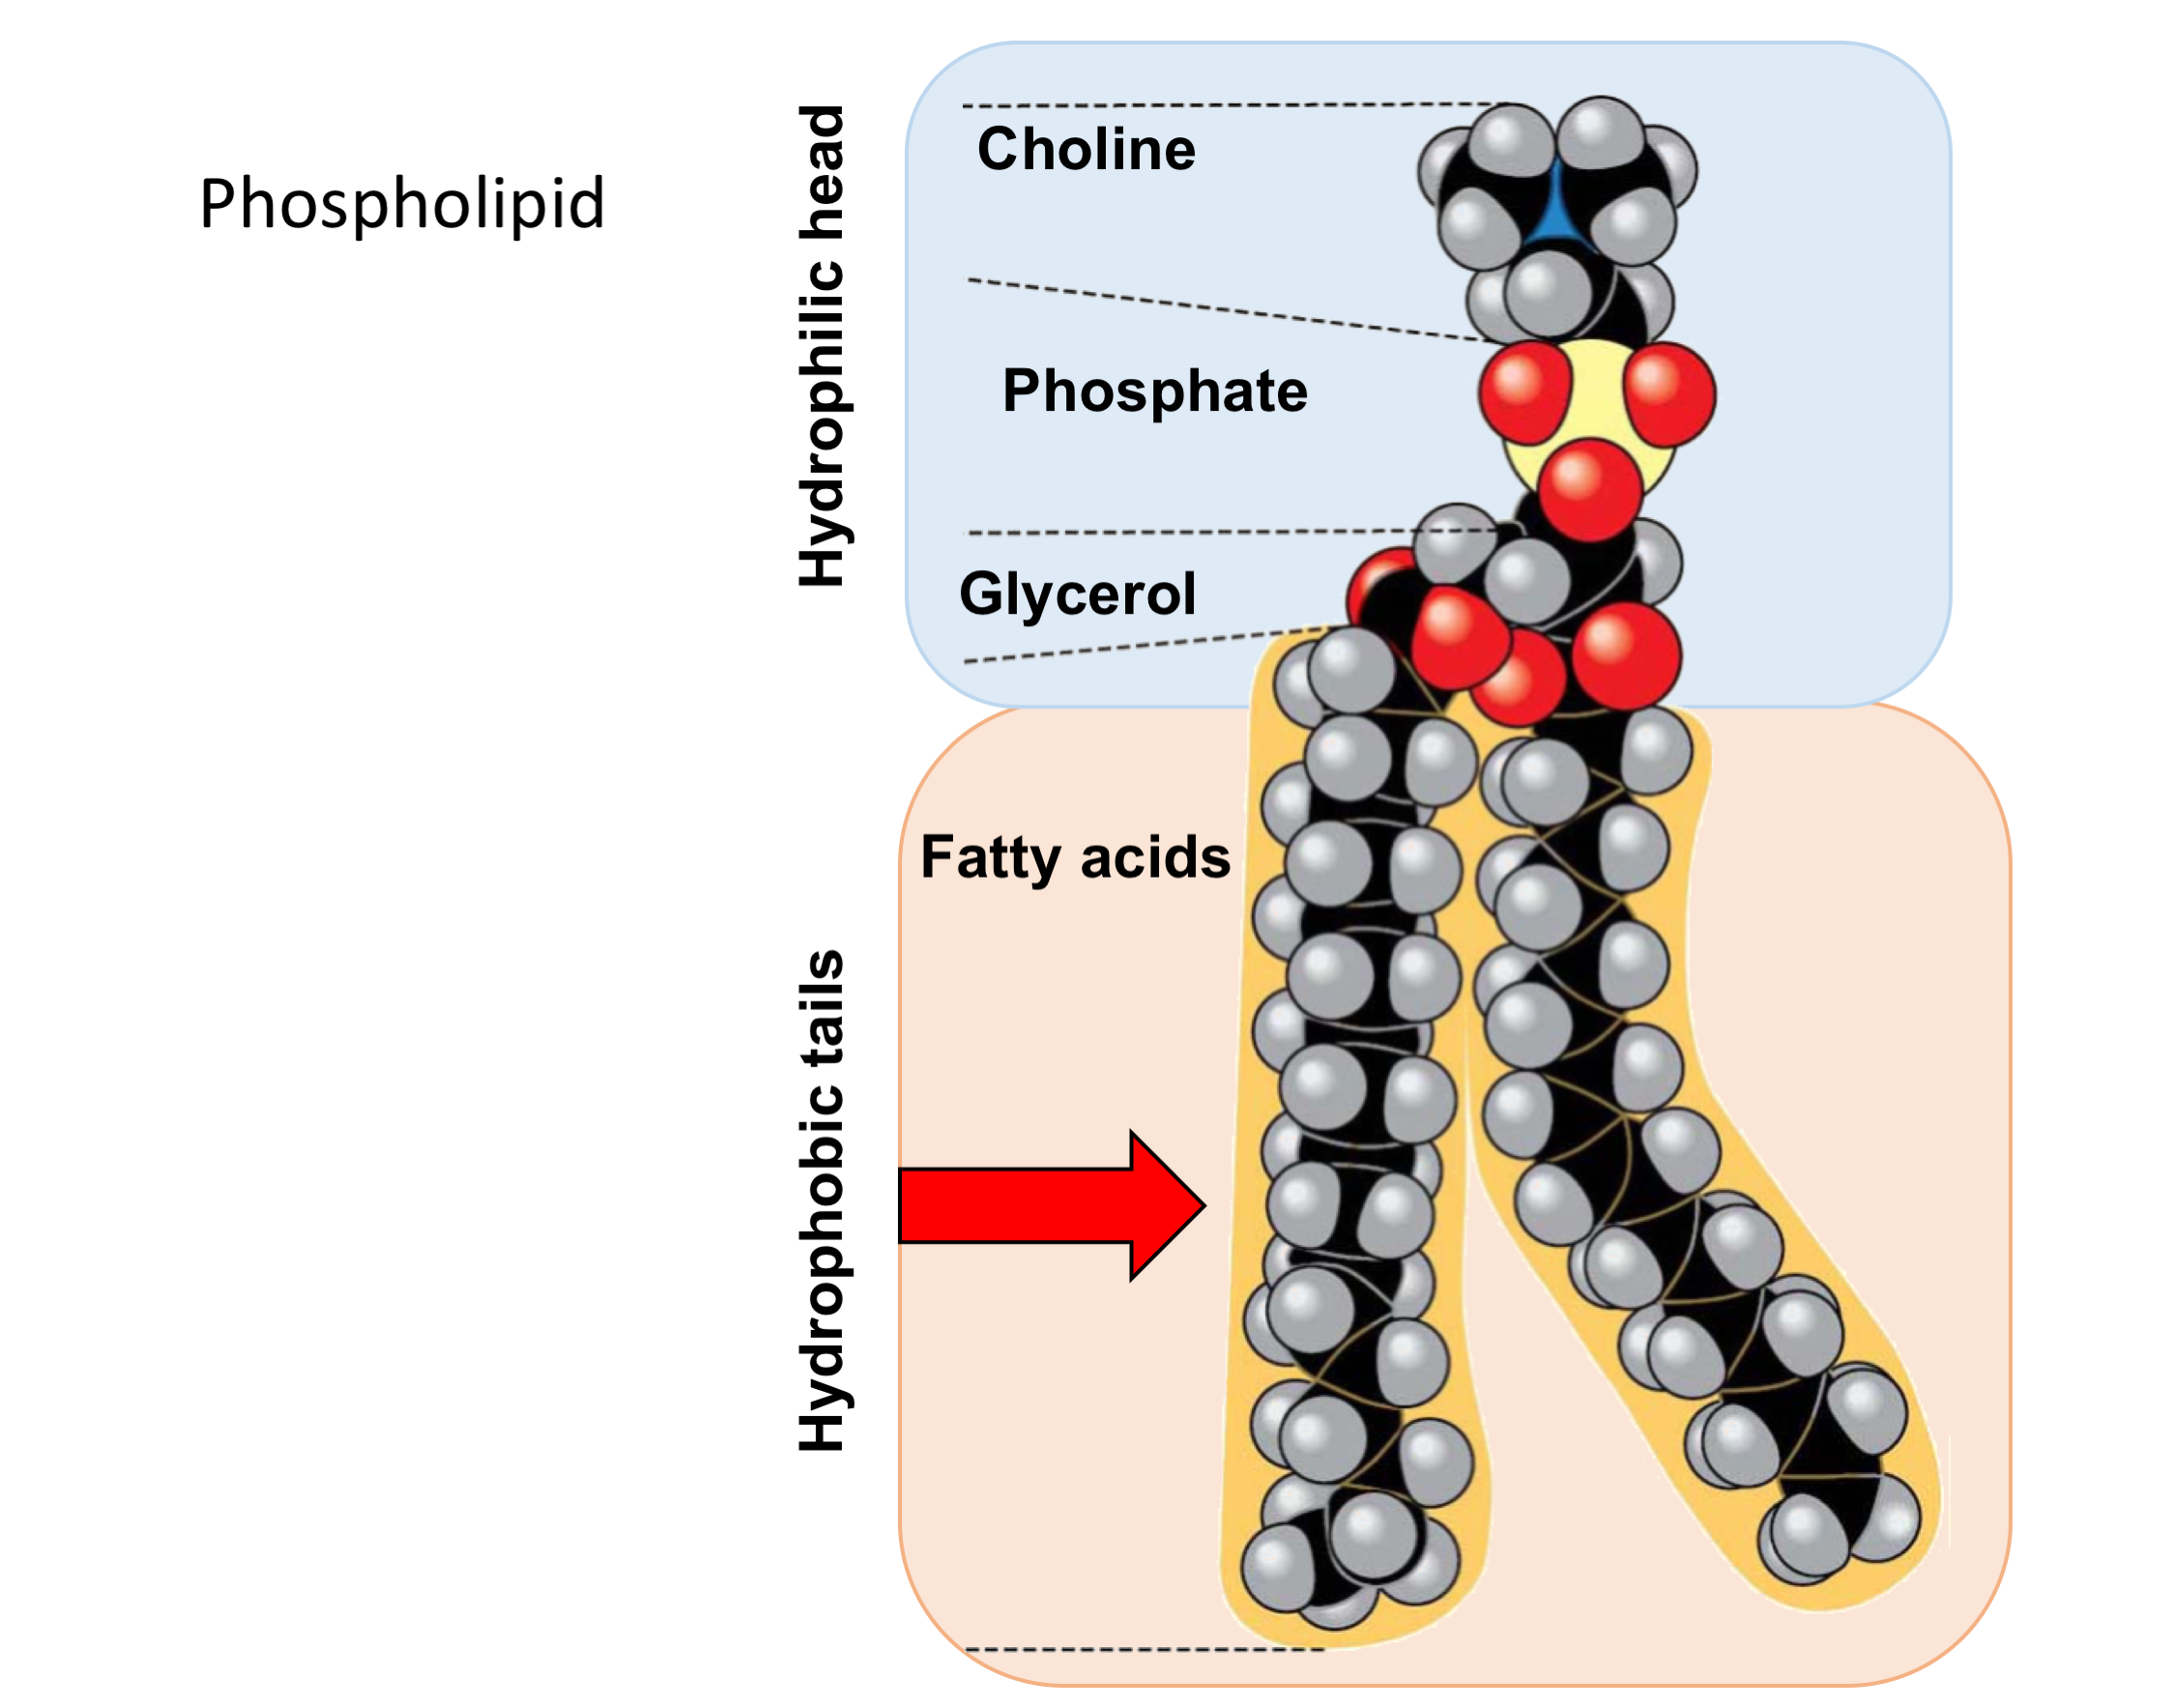 Phospholipid
Hydrophilic head
Choline
Phosphate
Glycerol
Hydrophobic tails
Fatty acids